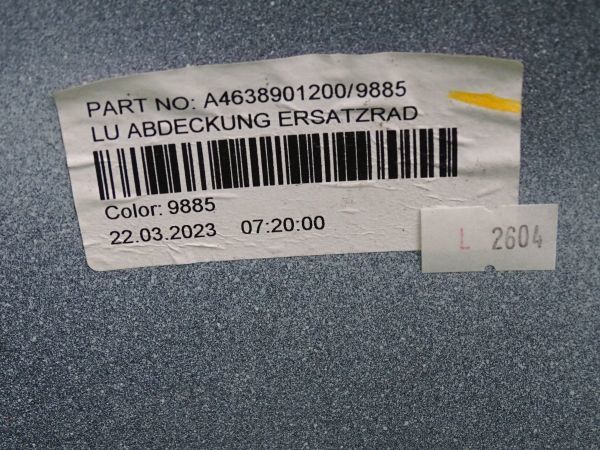 PART NO: A4638901200/9885
LU ABDECKUNG ERSATZRAD
Color: 9885
22.03.2023 07:20:00
L 2604